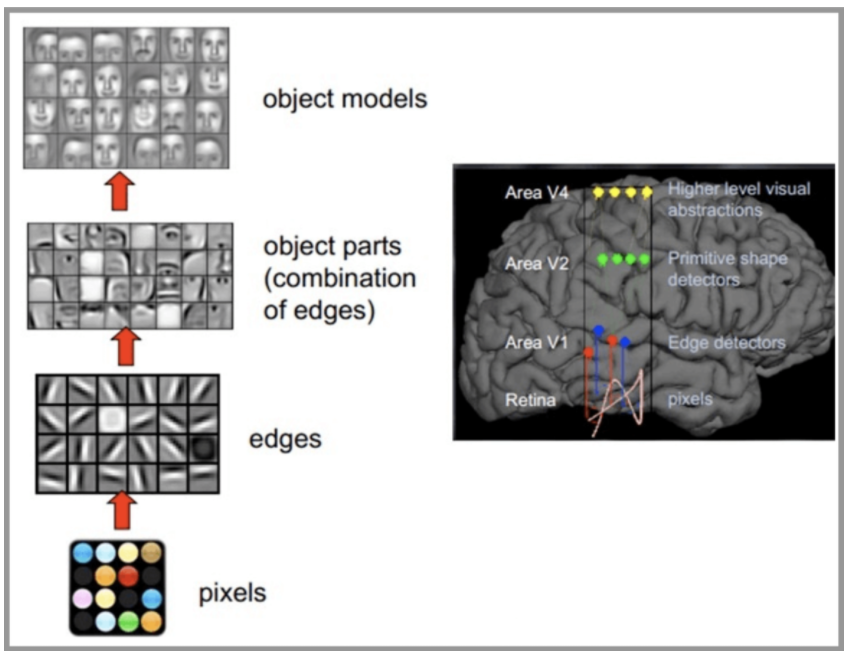 object models
object parts
(combination
of edges)
edges
pixels
Area V4
Higher level visual
abstractions
Area V2
Primitive shape
detectors
Area V1
Edge detectors
Retina
pixels